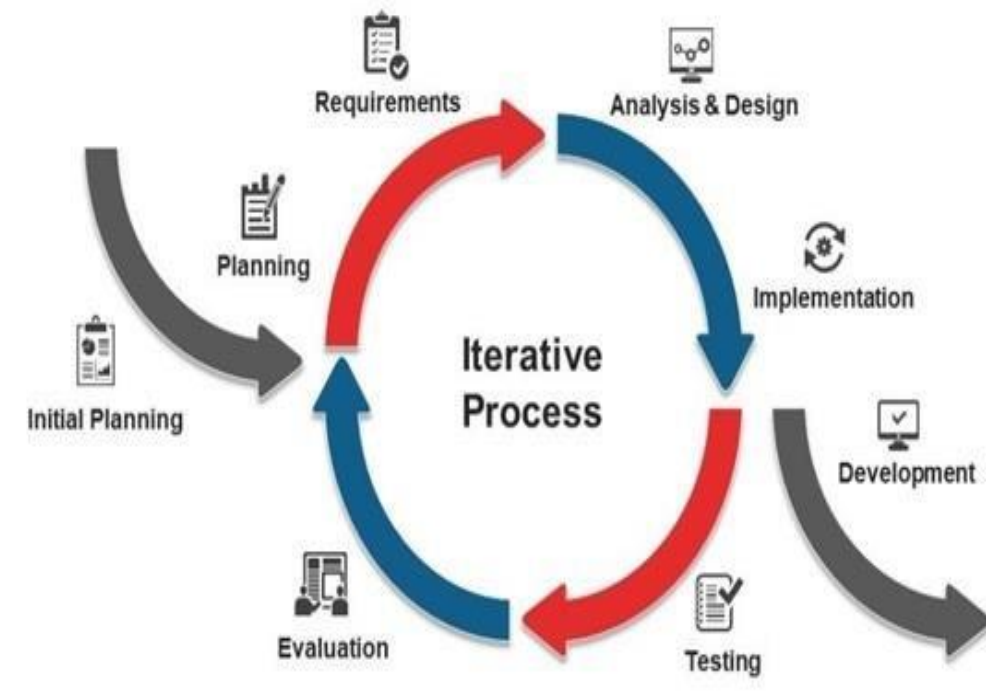 Requirements
Analysis & Design
Planning
Implementation
Iterative
Process
Initial Planning
Development
Evaluation
Testing